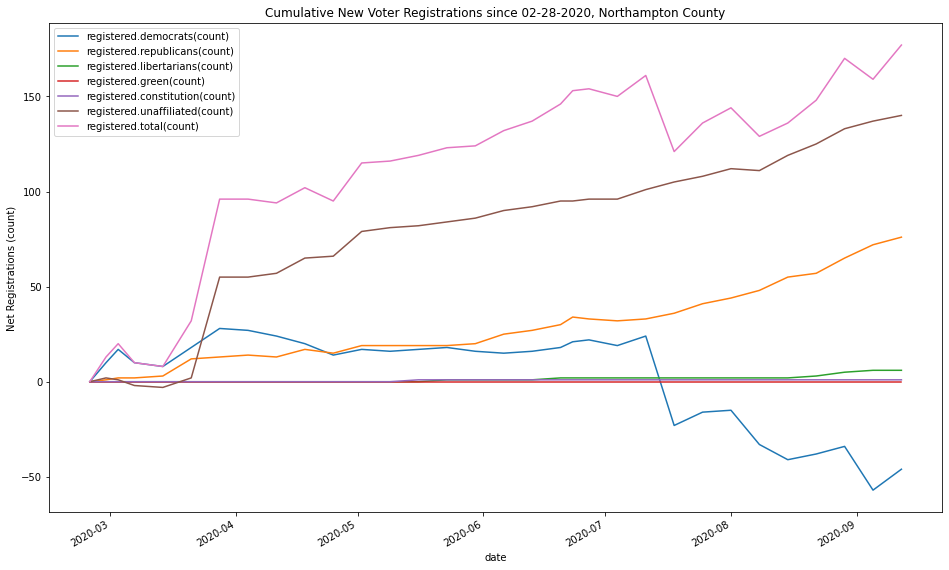 Cumulative New Voter Registrations since 02-28-2020, Northampton County
registered.democrats(count)
registered.republicans(count)
registered.libertarians(count)
registered.green(count)
registered.constitution(count)
registered.unaffiliated(count)
registered.total(count)
Net Registrations (count)
150
100
50
0
−50
2020-03
2020-04
2020-05
2020-06
2020-07
2020-08
2020-09
date